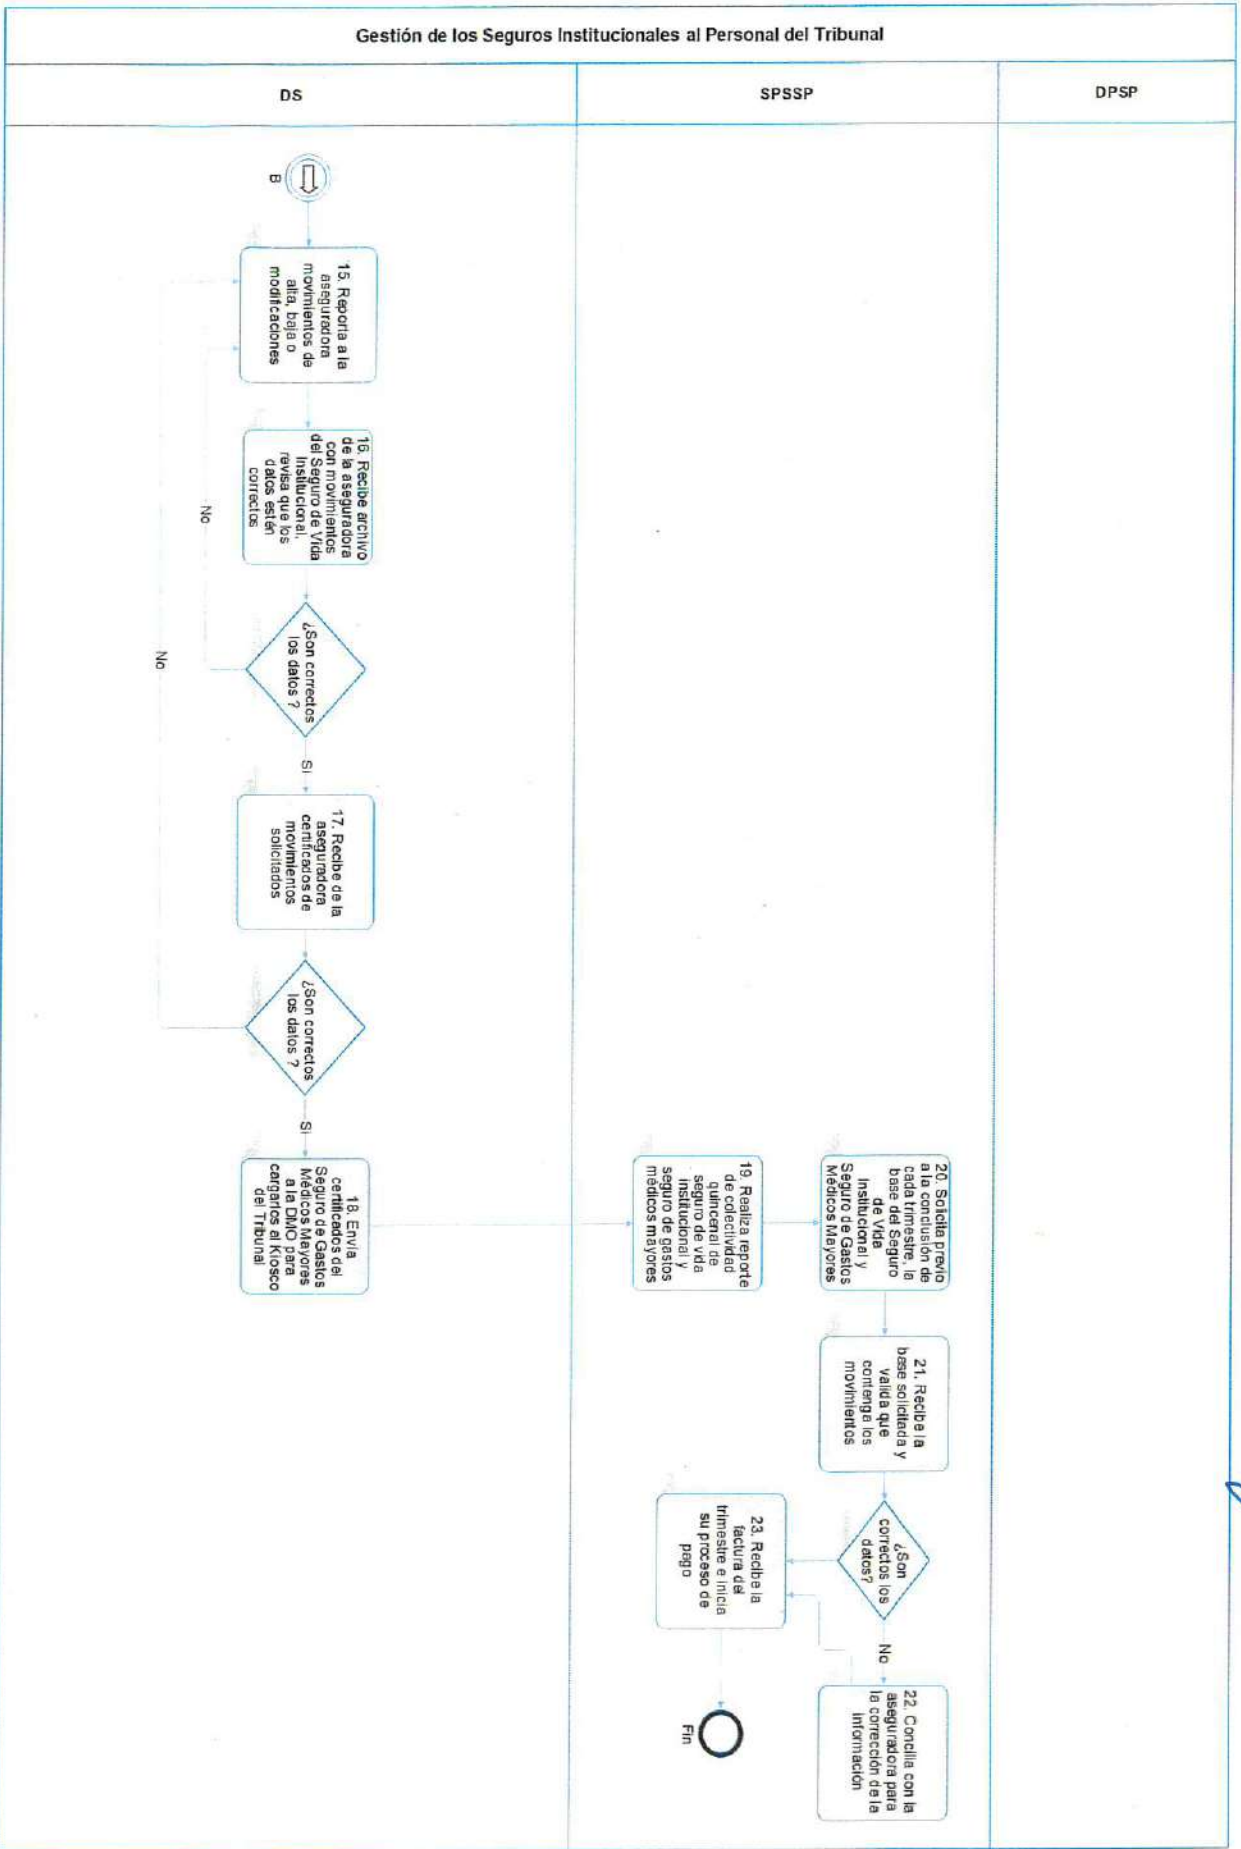 Gestión de los Seguros Institucionales al Personal del Tribunal
DS
SPSSP
DPSP
B
15. Reporta a la
aseguradora
movimientos de
alta, baja o
modificaciones
16. Recibe archivo
de la aseguradora
con movimientos
del Seguro de Vida
Institucional,
revisa que los
datos estén
correctos
¿Son correctos
los datos ?
No
Si
17. Recibe de la
aseguradora
certificados de
movimientos
solicitados
¿Son correctos
los datos ?
No
Si
18. Envía
certificados del
Seguro de Gastos
Médicos Mayores
a la DMO para
cargarlos al Kiosco
del Tribunal
19. Realiza reporte
de colectividad
quincenal de
seguro de vida
institucional y
seguro de gastos
médicos mayores
20. Solicita previo
a la conclusión de
cada trimestre, la
base del Seguro
de Vida
Institucional y
Seguro de Gastos
Médicos Mayores
21. Recibe la
base solicitada y
valida que
contenga los
movimientos
¿Son
correctos los
datos?
No
22. Concilia con la
aseguradora para
la corrección de la
información
23. Recibe la
factura del
trimestre e inicia
su proceso de
pago
Fin